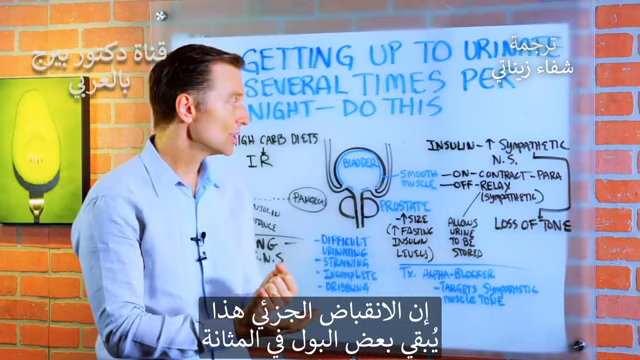 قناة دكتور بيرج
بالعربي
ترجمة
شفاء زيناتي
GETTING UP TO URINATE
SEVERAL TIMES PER
NIGHT - DO THIS
HIGH CARB DIETS
IR
PANCREAS
BLADDER
SMOOTH
MUSCLE
PROSTATE
↑ SIZE
(↑ FASTING
INSULIN
LEVELS)
- DIFFICULT
URINATING
- STRAINING
- INCOMPLETE
- DRIBBLING
INSULIN - ↑ SYMPATHETIC
N.S.
ON - CONTRACT - PARA
OFF - RELAX
(SYMPATHETIC)
ALLOWS
URINE
TO BE
STORED
LOSS OF TONE
TX. ALPHA-BLOCKER
- TARGETS SYMPATHETIC
MUSCLE TONE
إن الانقباض الجزئي هذا
يُبقي بعض البول في المثانة